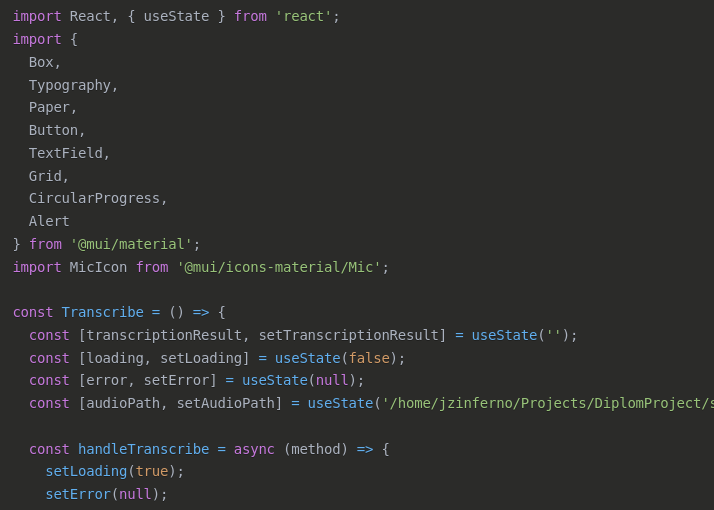 import React, { useState } from 'react';
import {
  Box,
  Typography,
  Paper,
  Button,
  TextField,
  Grid,
  CircularProgress,
  Alert
} from '@mui/material';
import MicIcon from '@mui/icons-material/Mic';

const Transcribe = () => {
  const [transcriptionResult, setTranscriptionResult] = useState('');
  const [loading, setLoading] = useState(false);
  const [error, setError] = useState(null);
  const [audioPath, setAudioPath] = useState('/home/jzinferno/Projects/DiplomProject/s

  const handleTranscribe = async (method) => {
    setLoading(true);
    setError(null);